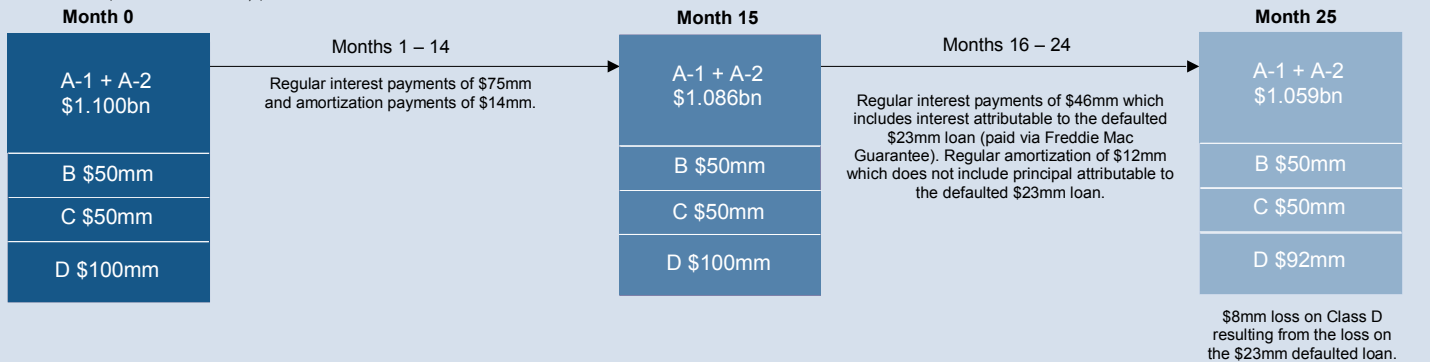 Month 0
Month 15
Month 25
A-1 + A-2
$1.100bn
B $50mm
C $50mm
D $100mm
Months 1 – 14
Regular interest payments of $75mm
and amortization payments of $14mm.
A-1 + A-2
$1.086bn
B $50mm
C $50mm
D $100mm
Months 16 – 24
Regular interest payments of $46mm which
includes interest attributable to the defaulted
$23mm loan (paid via Freddie Mac
Guarantee). Regular amortization of $12mm
which does not include principal attributable to
the defaulted $23mm loan.
A-1 + A-2
$1.059bn
B $50mm
C $50mm
D $92mm
$8mm loss on Class D
resulting from the loss on
the $23mm defaulted loan.